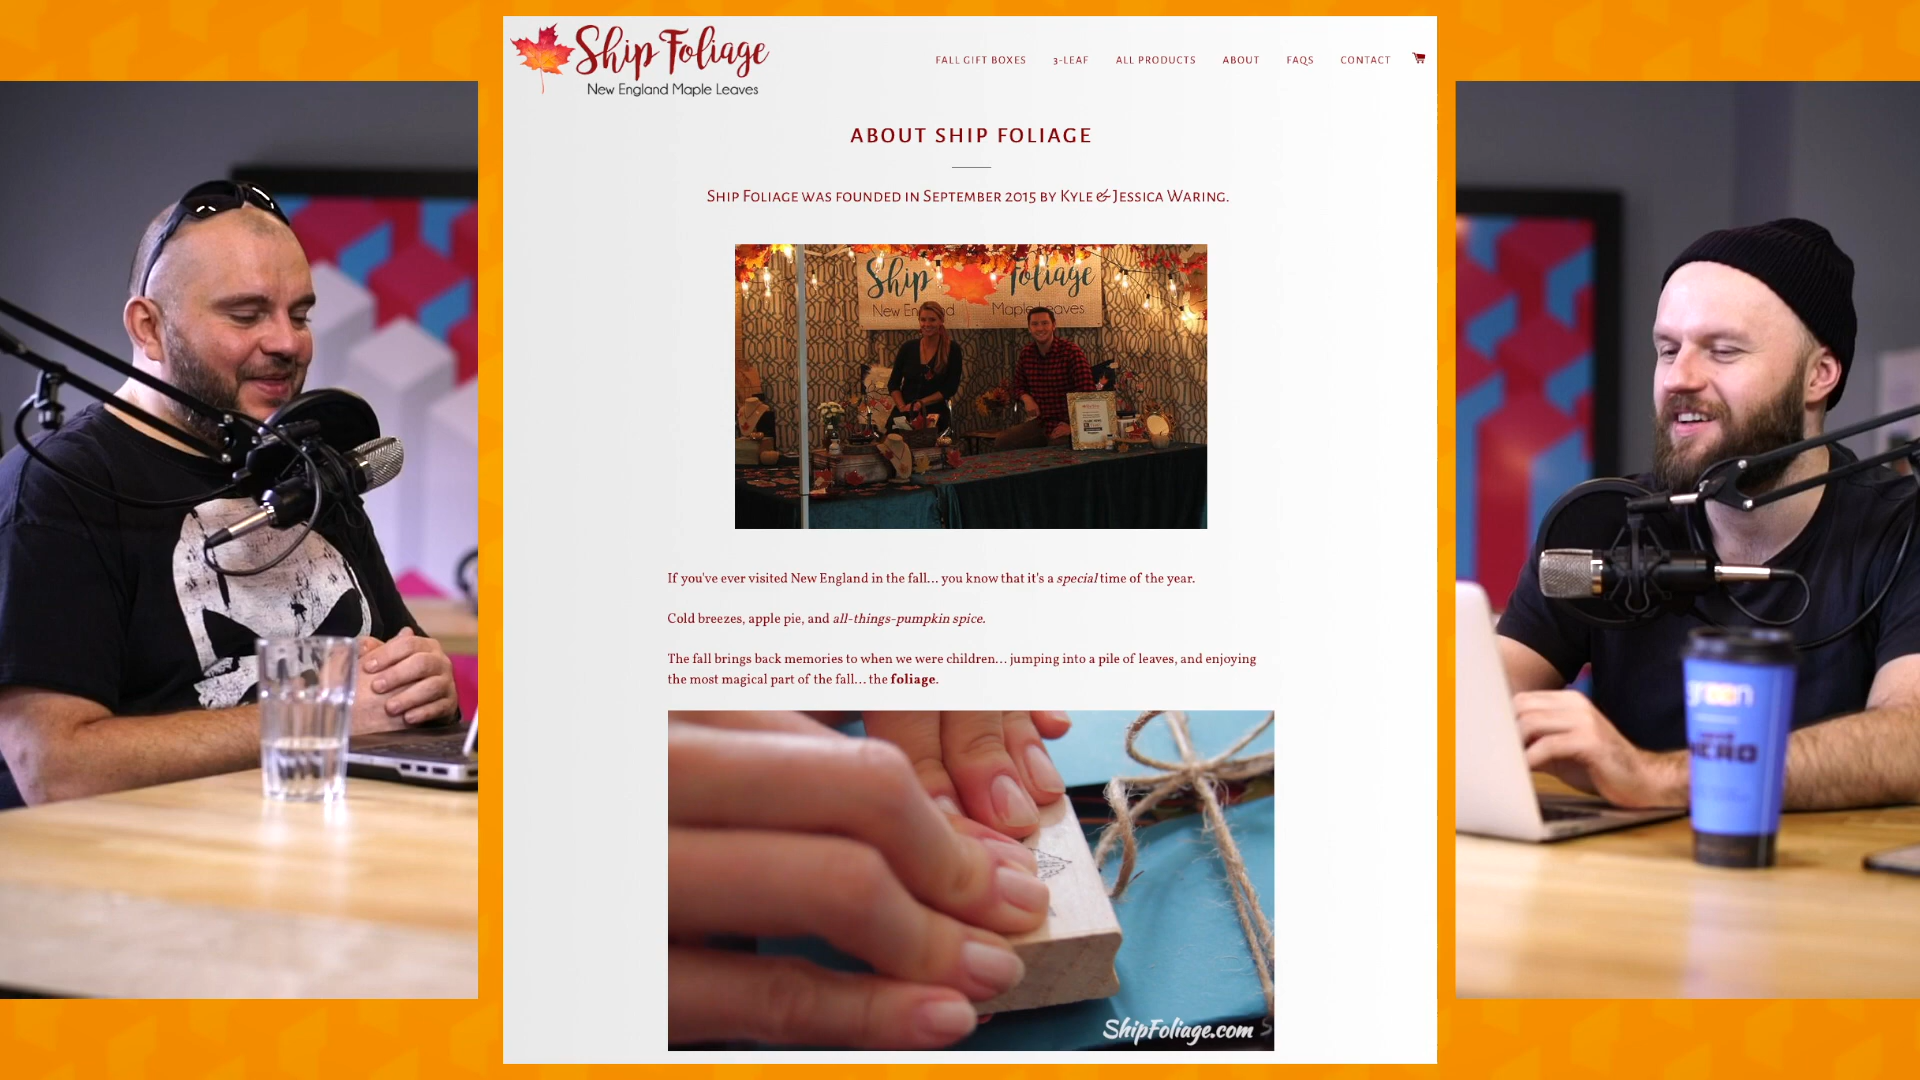 Ship Foliage
New England Maple Leaves
FALL GIFT BOXES 3-LEAF ALL PRODUCTS ABOUT FAQS CONTACT
ABOUT SHIP FOLIAGE
SHIP FOLIAGE WAS FOUNDED IN SEPTEMBER 2015 BY KYLE & JESSICA WARING.
Ship Foliage
New England Maple Leaves
If you've ever visited New England in the fall... you know that it's a special time of the year.
Cold breezes, apple pie, and all-things-pumpkin spice.
The fall brings back memories to when we were children... jumping into a pile of leaves, and enjoying
the most magical part of the fall... the foliage.
ShipFoliage.com
green
HERO